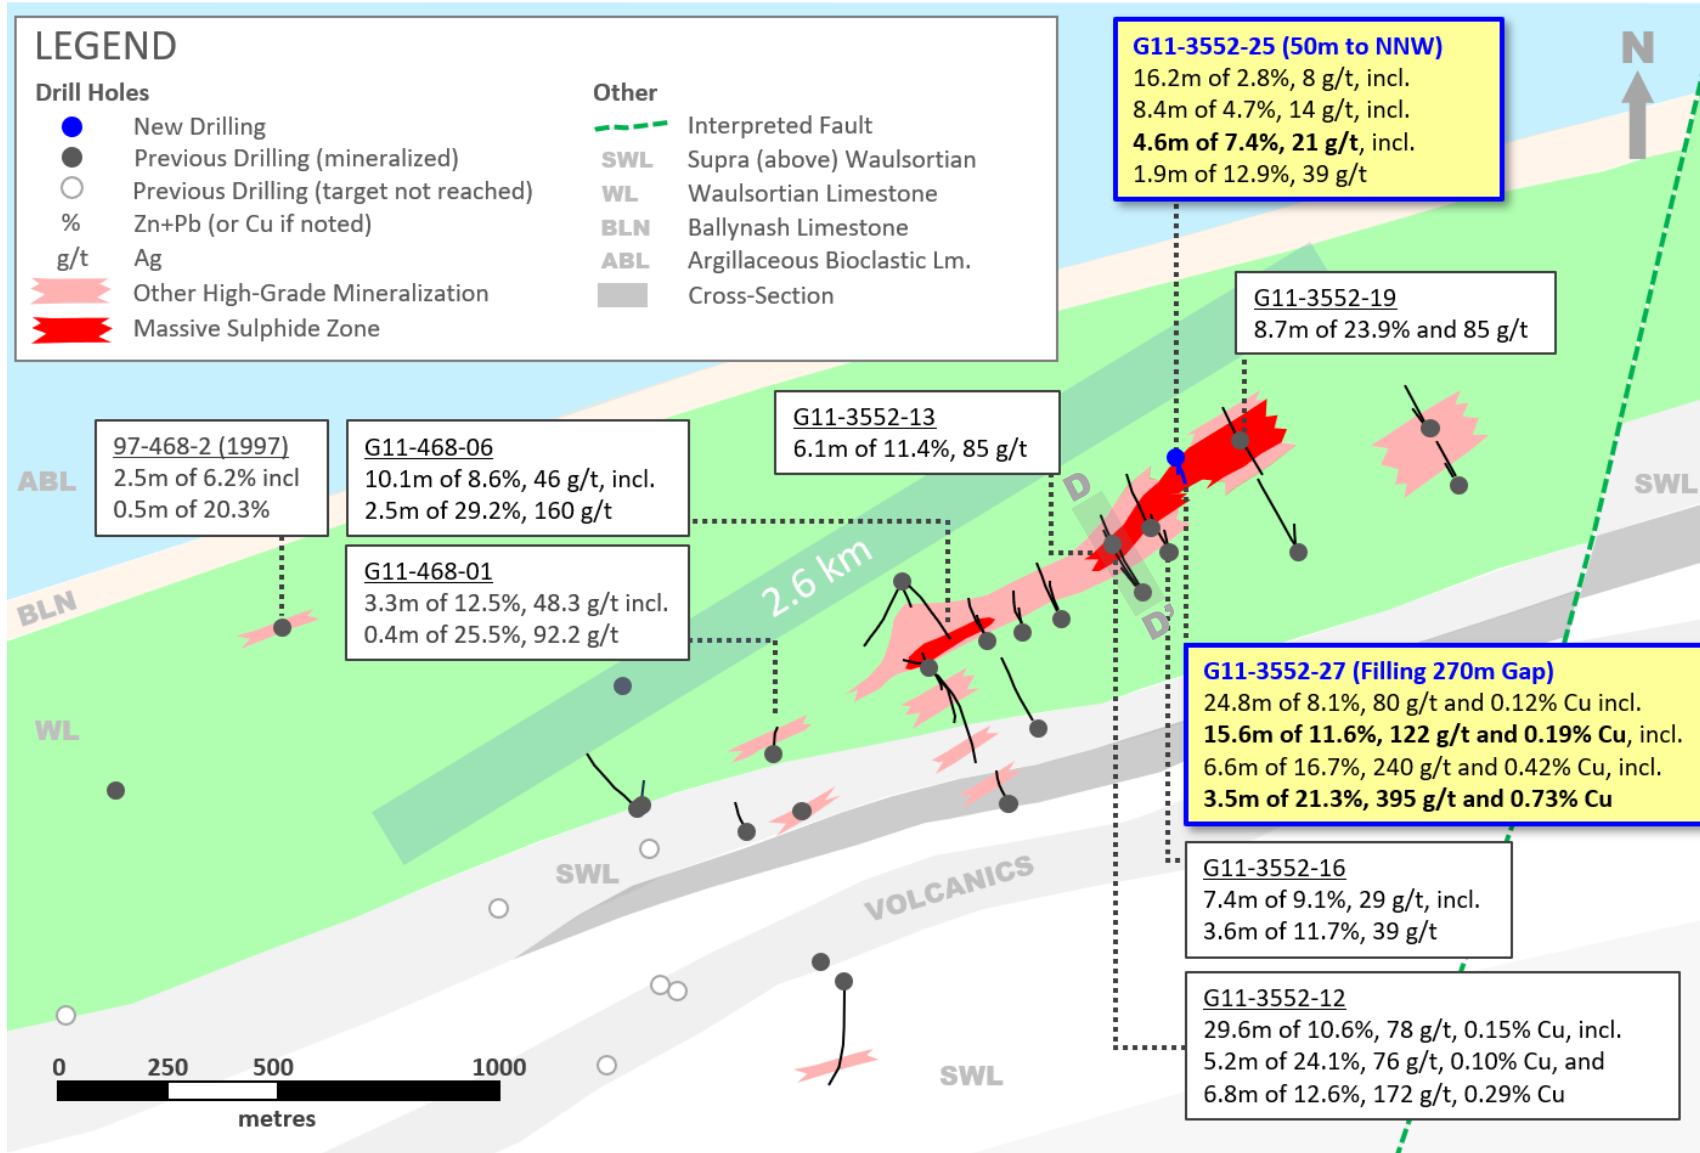 LEGEND
Drill Holes
New Drilling
Previous Drilling (mineralized)
Previous Drilling (target not reached)
% Zn+Pb (or Cu if noted)
g/t Ag
Other High-Grade Mineralization
Massive Sulphide Zone
Other
Interpreted Fault
SWL Supra (above) Waulsortian
WL Waulsortian Limestone
BLN Ballynash Limestone
ABL Argillaceous Bioclastic Lm.
Cross-Section
G11-3552-25 (50m to NNW)
16.2m of 2.8%, 8 g/t, incl.
8.4m of 4.7%, 14 g/t, incl.
4.6m of 7.4%, 21 g/t, incl.
1.9m of 12.9%, 39 g/t
N
G11-3552-19
8.7m of 23.9% and 85 g/t
G11-3552-13
6.1m of 11.4%, 85 g/t
97-468-2 (1997)
2.5m of 6.2% incl
0.5m of 20.3%
G11-468-06
10.1m of 8.6%, 46 g/t, incl.
2.5m of 29.2%, 160 g/t
G11-468-01
3.3m of 12.5%, 48.3 g/t incl.
0.4m of 25.5%, 92.2 g/t
ABL
BLN
WL
2.6 km
D
D'
SWL
G11-3552-27 (Filling 270m Gap)
24.8m of 8.1%, 80 g/t and 0.12% Cu incl.
15.6m of 11.6%, 122 g/t and 0.19% Cu, incl.
6.6m of 16.7%, 240 g/t and 0.42% Cu, incl.
3.5m of 21.3%, 395 g/t and 0.73% Cu
SWL
VOLCANICS
G11-3552-16
7.4m of 9.1%, 29 g/t, incl.
3.6m of 11.7%, 39 g/t
G11-3552-12
29.6m of 10.6%, 78 g/t, 0.15% Cu, incl.
5.2m of 24.1%, 76 g/t, 0.10% Cu, and
6.8m of 12.6%, 172 g/t, 0.29% Cu
SWL
0 250 500 1000
metres